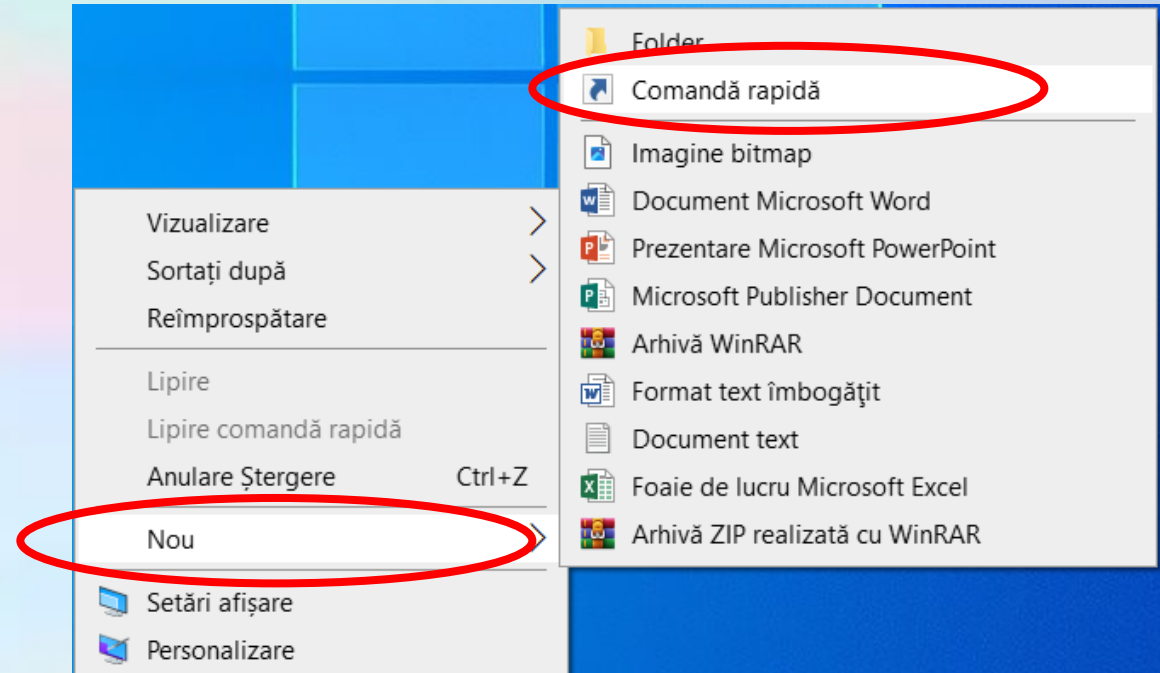 Folder
Comandă rapidă
Imagine bitmap
Document Microsoft Word
Prezentare Microsoft PowerPoint
Microsoft Publisher Document
Arhivă WinRAR
Format text îmbogăţit
Document text
Foaie de lucru Microsoft Excel
Arhivă ZIP realizată cu WinRAR
Vizualizare
Sortați după
Reîmprospătare
Lipire
Lipire comandă rapidă
Anulare Ștergere Ctrl+Z
Nou
Setări afișare
Personalizare